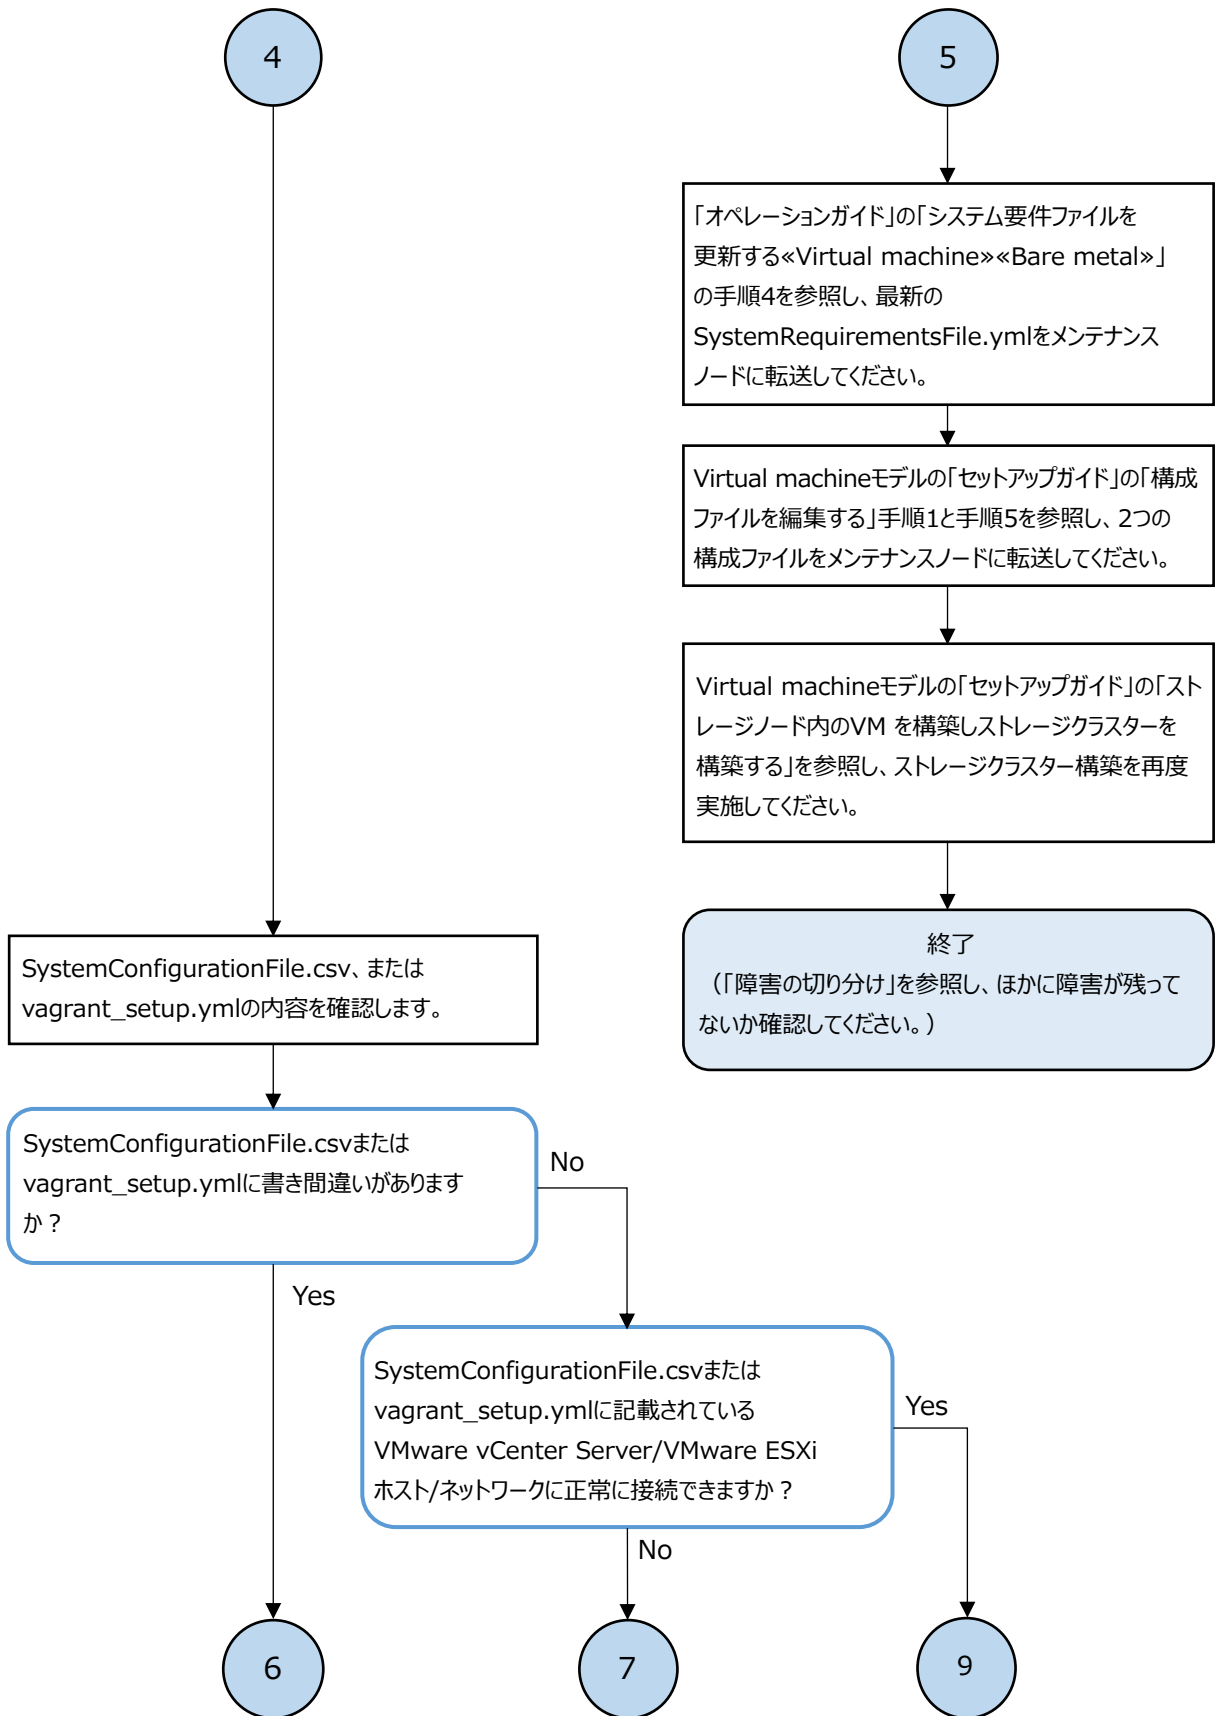 4
5
「オペレーションガイド」の「システム要件ファイルを
更新する«Virtual machine»«Bare metal»」
の手順4を参照し、最新の
SystemRequirementsFile.ymlをメンテナンス
ノードに転送してください。
Virtual machineモデルの「セットアップガイド」の「構成
ファイルを編集する」手順1と手順5を参照し、2つの
構成ファイルをメンテナンスノードに転送してください。
Virtual machineモデルの「セットアップガイド」の「スト
レージノード内のVM を構築しストレージクラスターを
構築する」を参照し、ストレージクラスター構築を再度
実施してください。
終了
（「障害の切り分け」を参照し、ほかに障害が残って
ないか確認してください。）
SystemConfigurationFile.csv、または
vagrant_setup.ymlの内容を確認します。
SystemConfigurationFile.csvまたは
vagrant_setup.ymlに書き間違いがあります
か？
No
Yes
SystemConfigurationFile.csvまたは
vagrant_setup.ymlに記載されている
VMware vCenter Server/VMware ESXi
ホスト/ネットワークに正常に接続できますか？
Yes
No
6
7
9